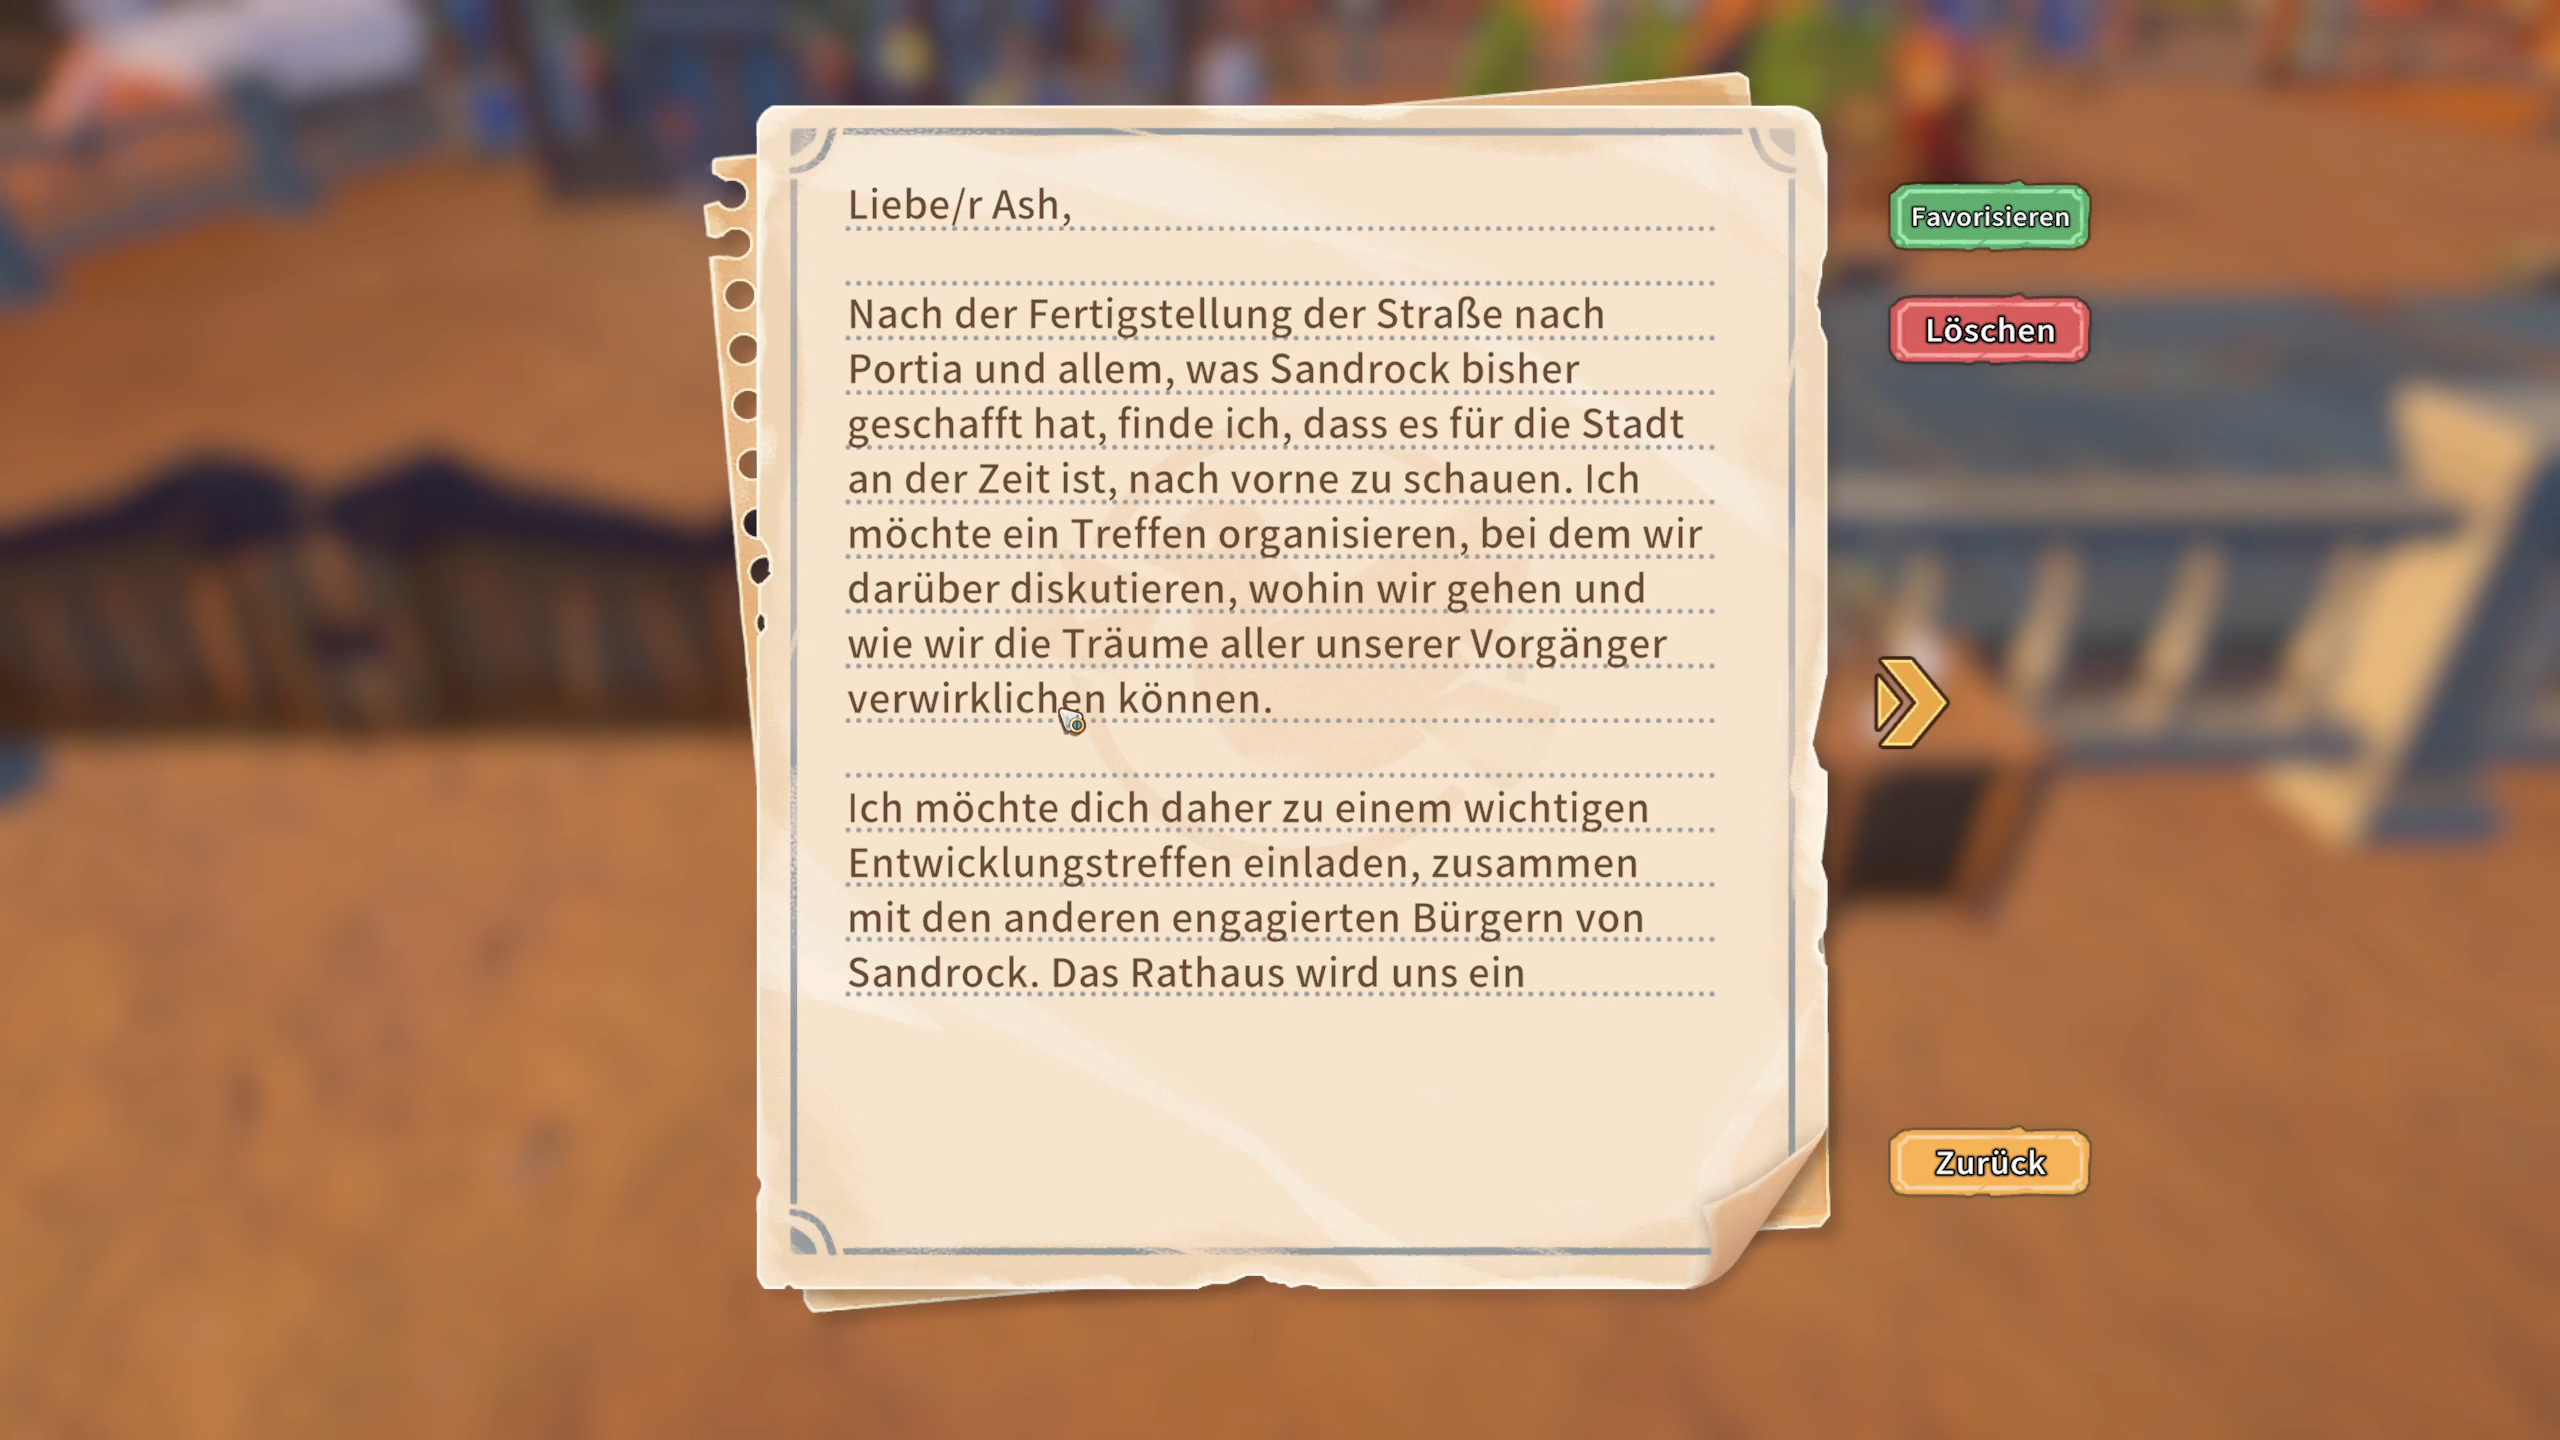 Liebe/r Ash,
Nach der Fertigstellung der Straße nach
Portia und allem, was Sandrock bisher
geschafft hat, finde ich, dass es für die Stadt
an der Zeit ist, nach vorne zu schauen. Ich
möchte ein Treffen organisieren, bei dem wir
darüber diskutieren, wohin wir gehen und
wie wir die Träume aller unserer Vorgänger
verwirklichen können.
Ich möchte dich daher zu einem wichtigen
Entwicklungstreffen einladen, zusammen
mit den anderen engagierten Bürgern von
Sandrock. Das Rathaus wird uns ein
Favorisieren
Löschen
Zurück